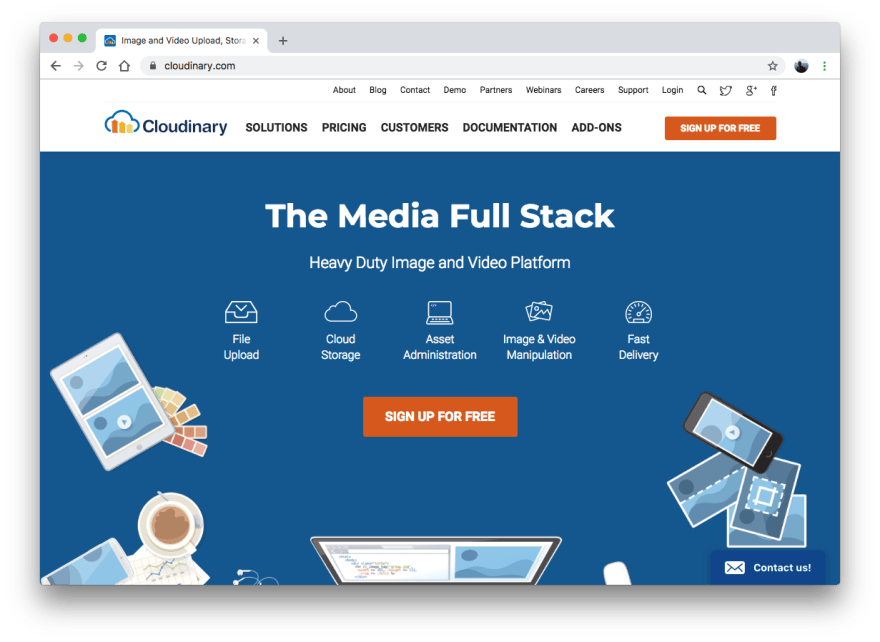 Image and Video Upload, Stora
cloudinary.com
About Blog Contact Demo Partners Webinars Careers Support Login
Cloudinary SOLUTIONS PRICING CUSTOMERS DOCUMENTATION ADD-ONS SIGN UP FOR FREE
The Media Full Stack
Heavy Duty Image and Video Platform
File
Upload
Cloud
Storage
Asset
Administration
Image & Video
Manipulation
Fast
Delivery
SIGN UP FOR FREE
Contact us!